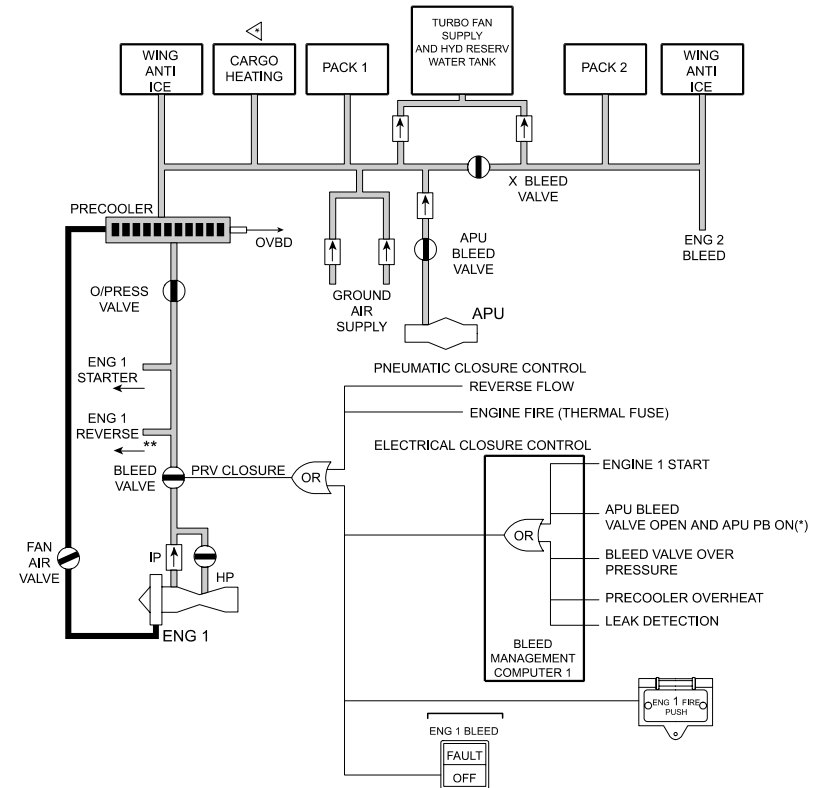 TURBO FAN
SUPPLY
AND HYD RESERV
WATER TANK
WING
ANTI
ICE
*
CARGO
HEATING
PACK 1
PACK 2
WING
ANTI
ICE
X BLEED
VALVE
PRECOOLER
OVBD
APU
BLEED
VALVE
ENG 2
BLEED
O/PRESS
VALVE
GROUND
AIR
SUPPLY
APU
ENG 1
STARTER
PNEUMATIC CLOSURE CONTROL
REVERSE FLOW
ENG 1
REVERSE
**
ENGINE FIRE (THERMAL FUSE)
ELECTRICAL CLOSURE CONTROL
BLEED
VALVE
PRV CLOSURE
OR
ENGINE 1 START
APU BLEED
VALVE OPEN AND APU PB ON(*)
OR
BLEED VALVE OVER
PRESSURE
FAN
AIR
VALVE
IP
HP
PRECOOLER OVERHEAT
LEAK DETECTION
ENG 1
BLEED
MANAGEMENT
COMPUTER 1
ENG 1 FIRE
PUSH
ENG 1 BLEED
FAULT
OFF